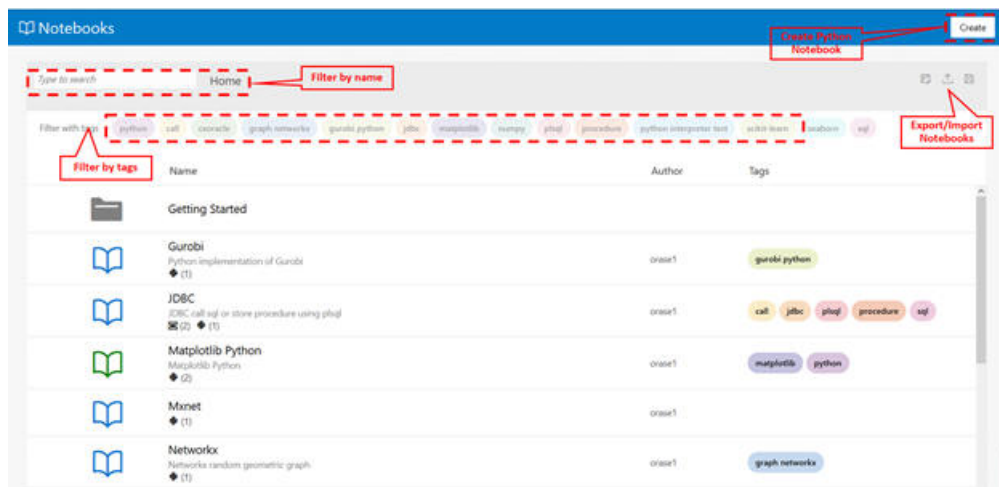 Notebooks
Create
Create Python
Notebook
Type to search
Home
Filter by name
Filter with tags python call cxoracle graph networkx gurobi python jdbc matplotlib numpy plsql procedure python interpreter test scikit-learn seaborn sql
Export/Import
Notebooks
Filter by tags
Name Author Tags
Getting Started
Gurobi
Python implementation of Gurobi
orase1
gurobi python
(1)
JDBC
JDBC call sql or store procedure using plsql
orase1
call jdbc plsql procedure sql
(2) (1)
Matplotlib Python
Matplotlib Python
orase1
matplotlib python
(2)
Mxnet
orase1
(1)
Networkx
Networkx random geometric graph
orase1
graph networkx
(1)